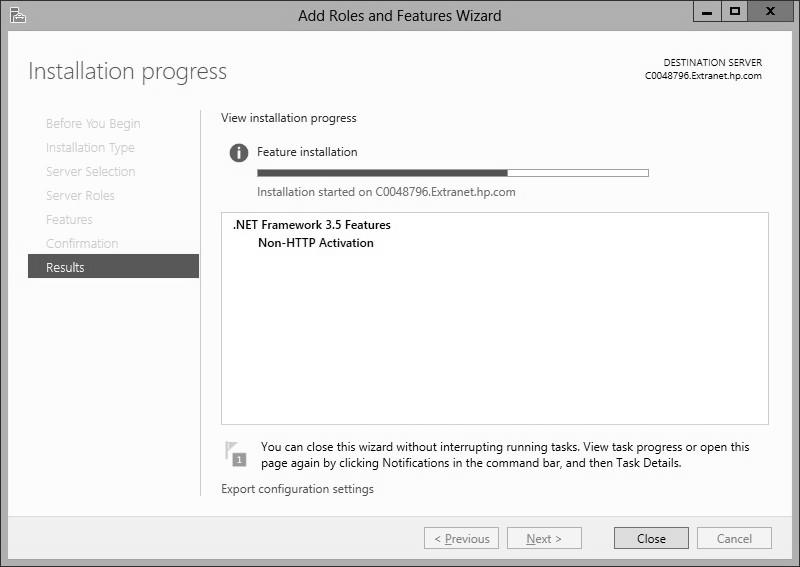 Add Roles and Features Wizard
Installation progress
DESTINATION SERVER
C0048796.Extranet.hp.com
Before You Begin
Installation Type
Server Selection
Server Roles
Features
Confirmation
Results
View installation progress
Feature installation
Installation started on C0048796.Extranet.hp.com
.NET Framework 3.5 Features
Non-HTTP Activation
1
You can close this wizard without interrupting running tasks. View task progress or open this
page again by clicking Notifications in the command bar, and then Task Details.
Export configuration settings
< Previous
Next >
Close
Cancel